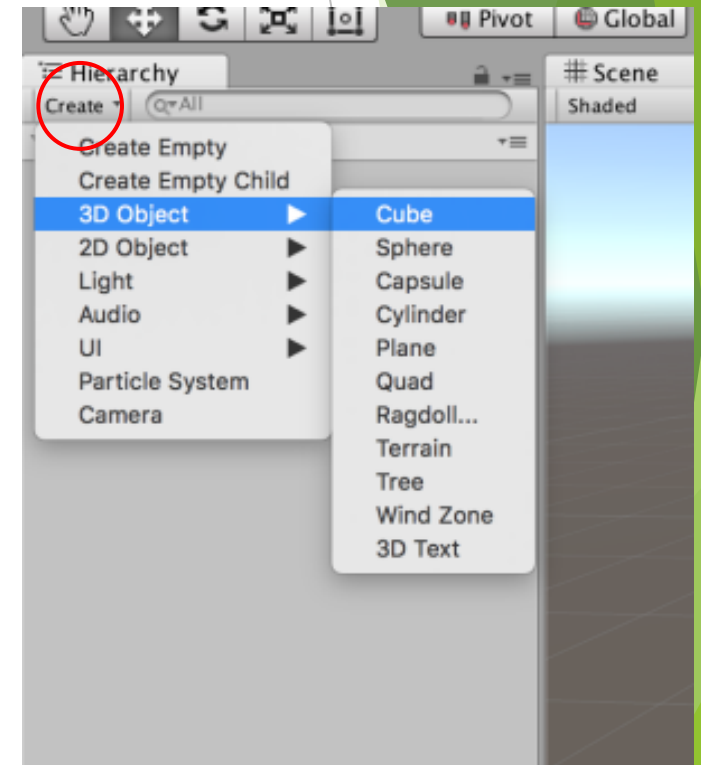 Pivot Global
Hierarchy # Scene
Create All Shaded
Create Empty
Create Empty Child
3D Object Cube
2D Object Sphere
Light Capsule
Audio Cylinder
UI Plane
Particle System Quad
Camera Ragdoll...
Terrain
Tree
Wind Zone
3D Text